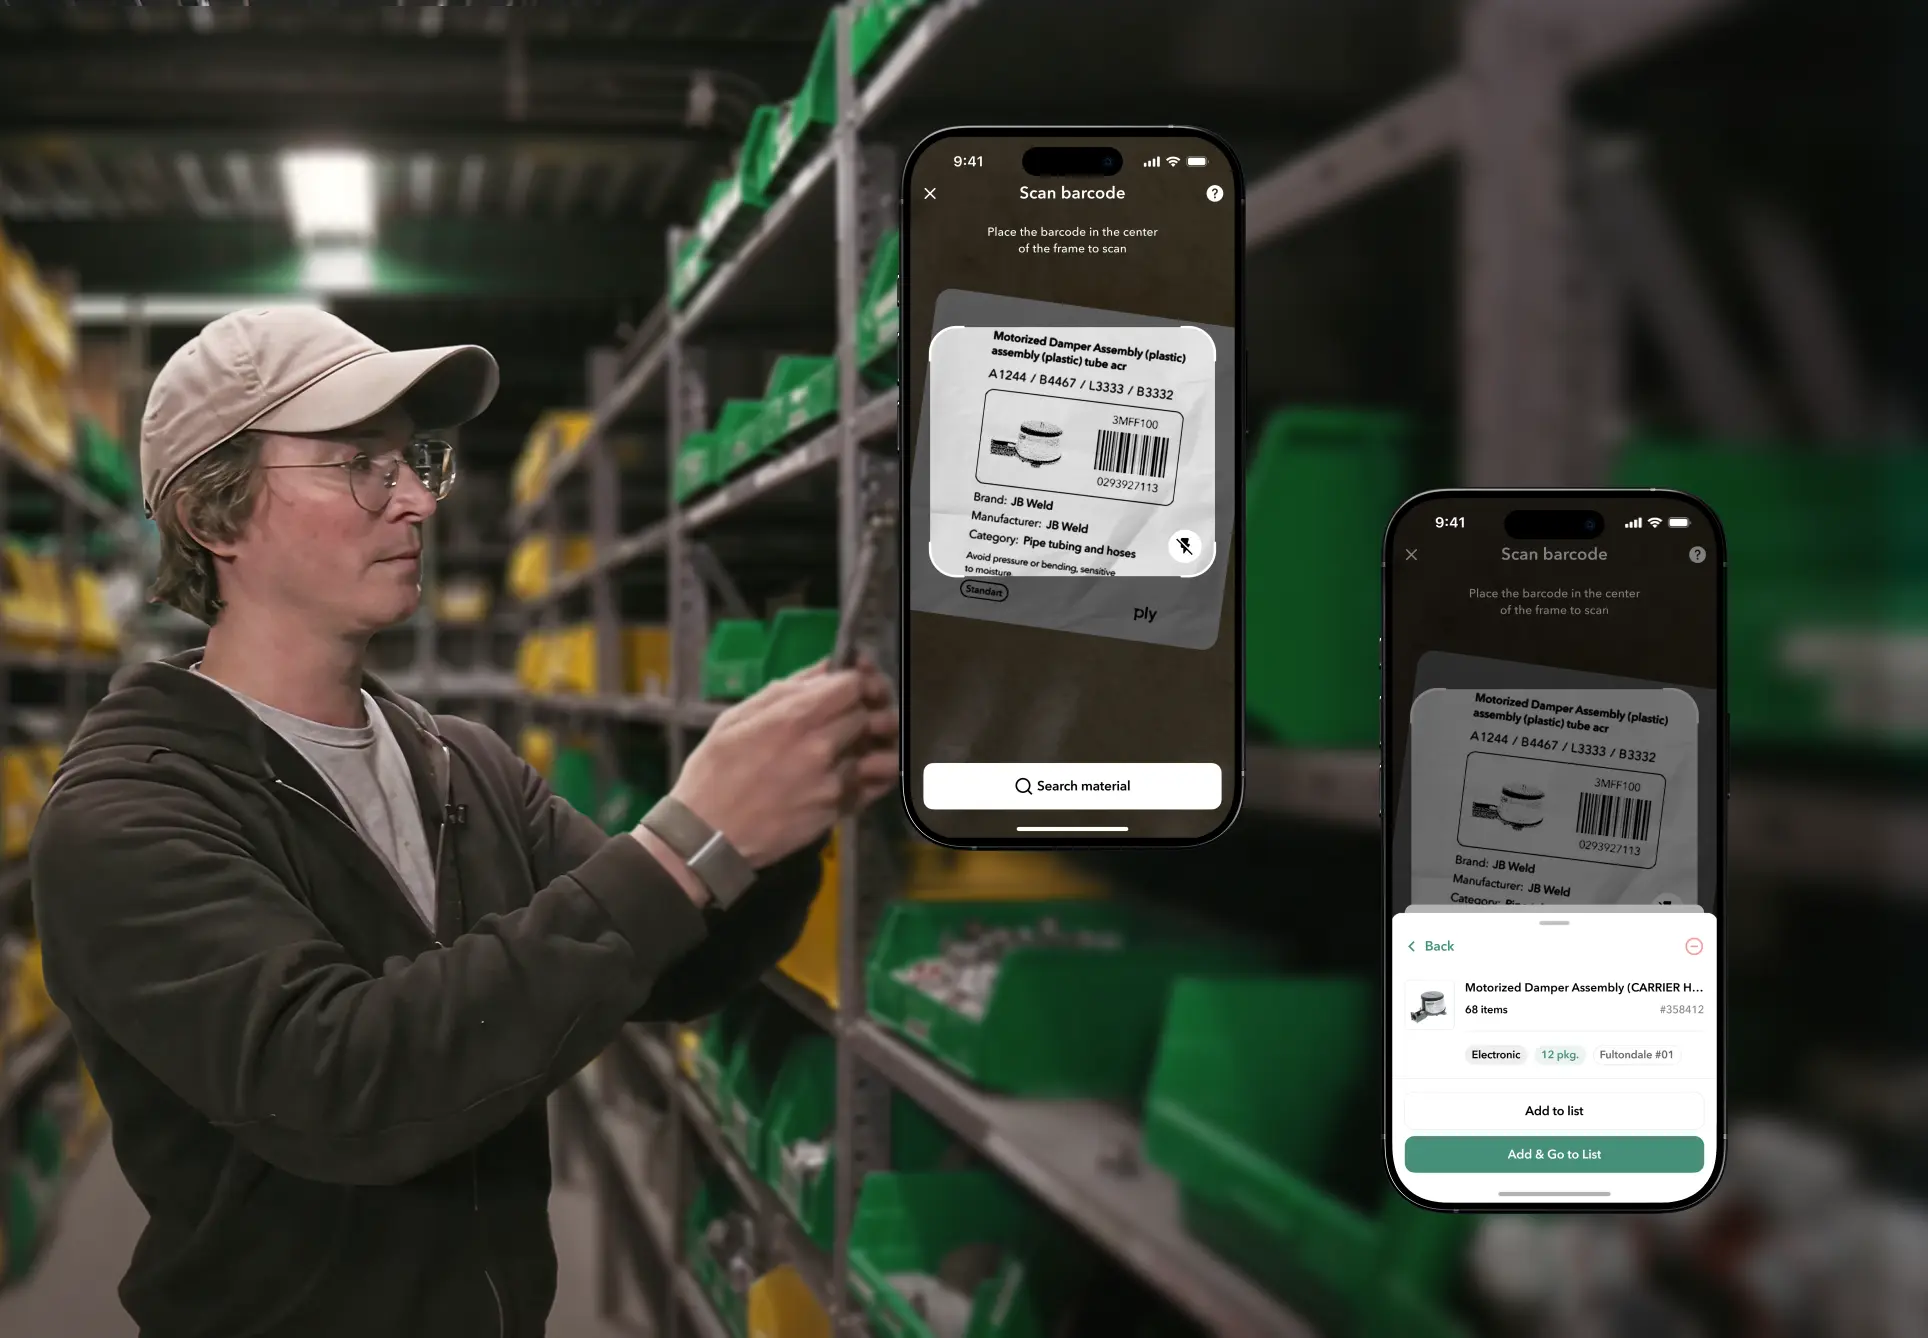 9:41
Scan barcode
Place the barcode in the center
of the frame to scan
Motorized Damper Assembly (plastic)
assembly (plastic) tube acr
A1244 / B4467 / L3333 / B3332
3MFF100
0293927113
Brand: JB Weld
Manufacturer: JB Weld
Category: Pipe tubing and hoses
Avoid pressure or bending, sensitive
to moisture
Standart
ply
Search material
9:41
Scan barcode
Place the barcode in the center
of the frame to scan
Motorized Damper Assembly (plastic)
assembly (plastic) tube acr
A1244 / B4467 / L3333 / B3332
3MFF100
0293927113
Brand: JB Weld
Manufacturer: JB Weld
Back
Motorized Damper Assembly (CARRIER H...
68 items
#358412
Electronic
12 pkg.
Fultondale #01
Add to list
Add & Go to List